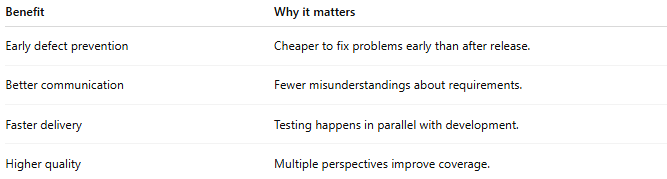 Benefit Why it matters
Early defect prevention Cheaper to fix problems early than after release.
Better communication Fewer misunderstandings about requirements.
Faster delivery Testing happens in parallel with development.
Higher quality Multiple perspectives improve coverage.